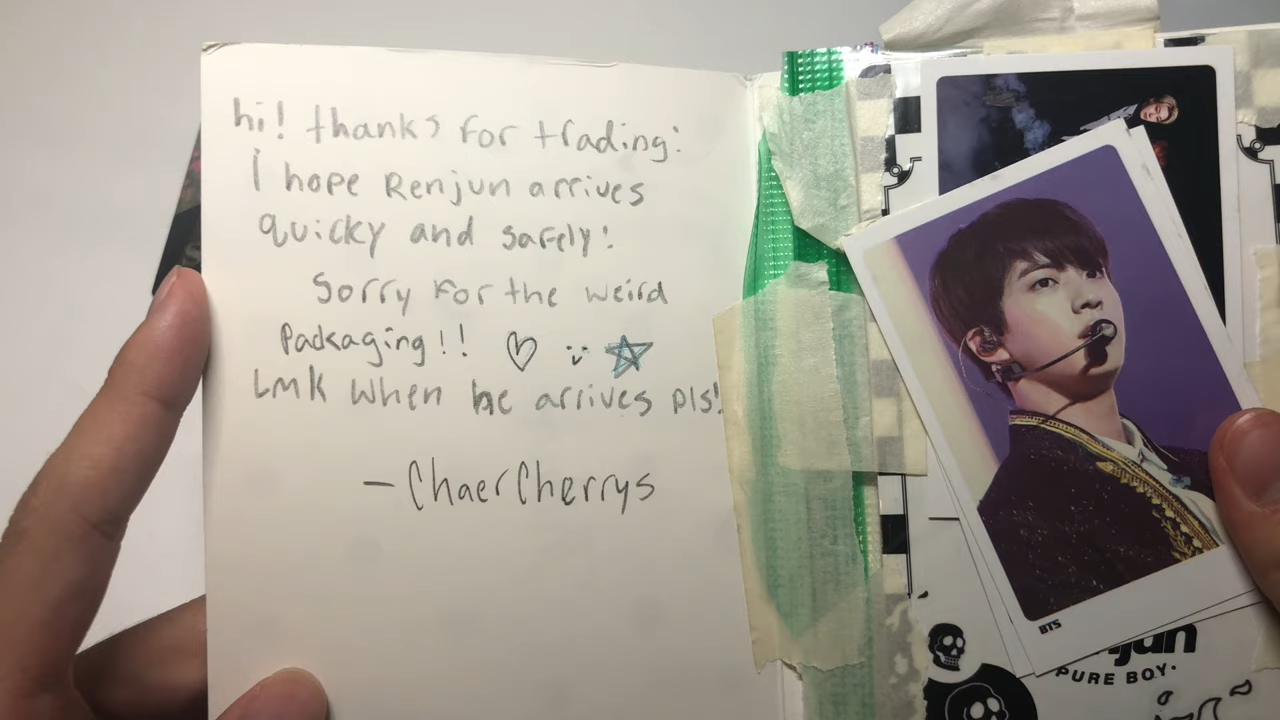 hi! thanks for trading!
I hope Renjun arrives
quicky and safely!
Sorry for the weird
Packaging!!
Lmk when he arrives pls!
- ChaerCherrys
BTS
PURE BOY.